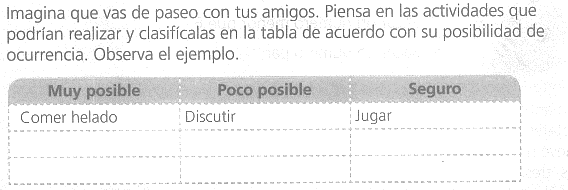 Imagina que vas de paseo con tus amigos. Piensa en las actividades que
podrían realizar y clasifícalas en la tabla de acuerdo con su posibilidad de
ocurrencia. Observa el ejemplo.
Muy posible Poco posible Seguro
Comer helado Discutir Jugar